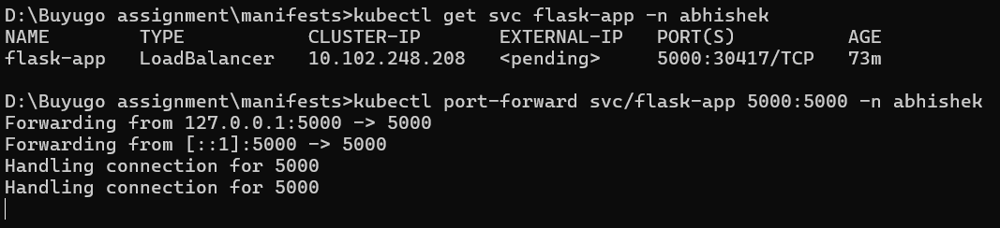 D:\Buyugo assignment\manifests>kubectl get svc flask-app -n abhishek
NAME        TYPE           CLUSTER-IP       EXTERNAL-IP   PORT(S)          AGE
flask-app   LoadBalancer   10.102.248.208   <pending>     5000:30417/TCP   73m
D:\Buyugo assignment\manifests>kubectl port-forward svc/flask-app 5000:5000 -n abhishek
Forwarding from 127.0.0.1:5000 -> 5000
Forwarding from [::1]:5000 -> 5000
Handling connection for 5000
Handling connection for 5000